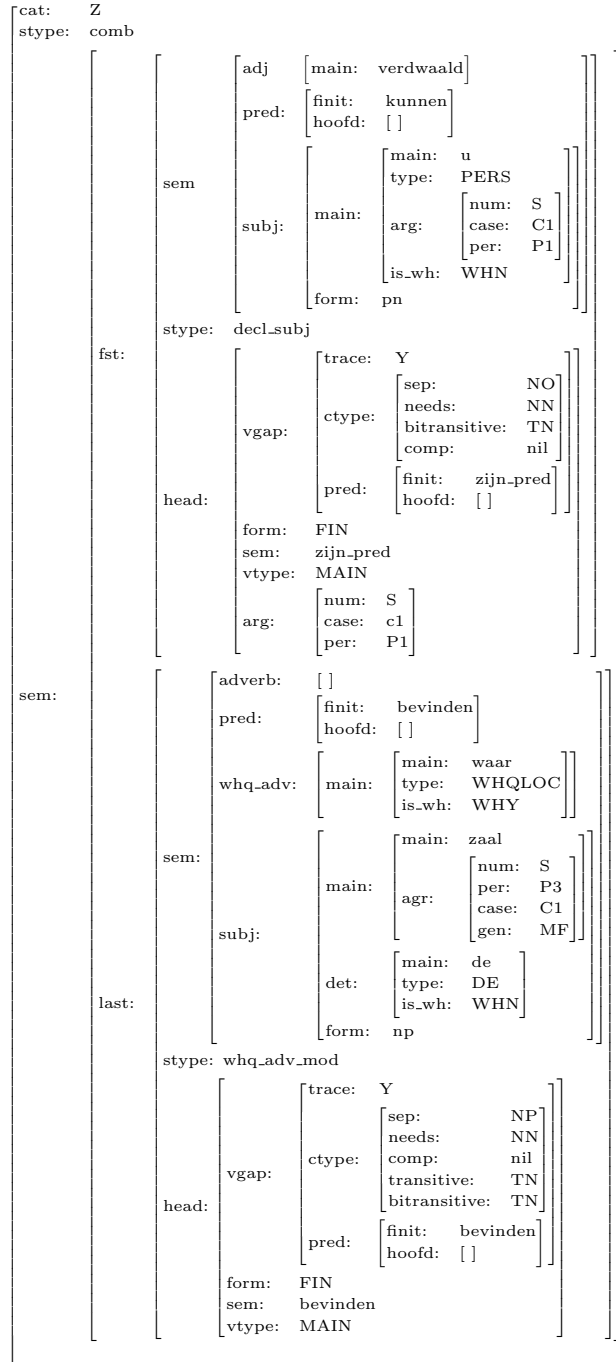 cat: Z
stype: comb
adj [main: verdwaald]
finit: kunnen
pred:
hoofd: [ ]
main: u
type: PERS
sem
num: S
main:
arg: case: C1
subj:
per: P1
is_wh: WHN
form: pn
stype: decl_subj
fst:
trace: Y
sep: NO
needs: NN
vgap: ctype:
bitransitive: TN
comp: nil
finit: zijn_pred
pred:
hoofd: [ ]
head:
form: FIN
sem: zijn_pred
vtype: MAIN
num: S
arg: case: c1
per: P1
sem:
adverb: [ ]
finit: bevinden
pred:
hoofd: [ ]
main: waar
whq_adv: main: type: WHQLOC
is_wh: WHY
main: zaal
sem:
num: S
main:
per: P3
agr:
case: C1
subj:
gen: MF
main: de
det: type: DE
last:
is_wh: WHN
form: np
stype: whq_adv_mod
trace: Y
sep: NP
needs: NN
ctype: comp: nil
vgap:
transitive: TN
head:
bitransitive: TN
finit: bevinden
pred:
hoofd: [ ]
form: FIN
sem: bevinden
vtype: MAIN